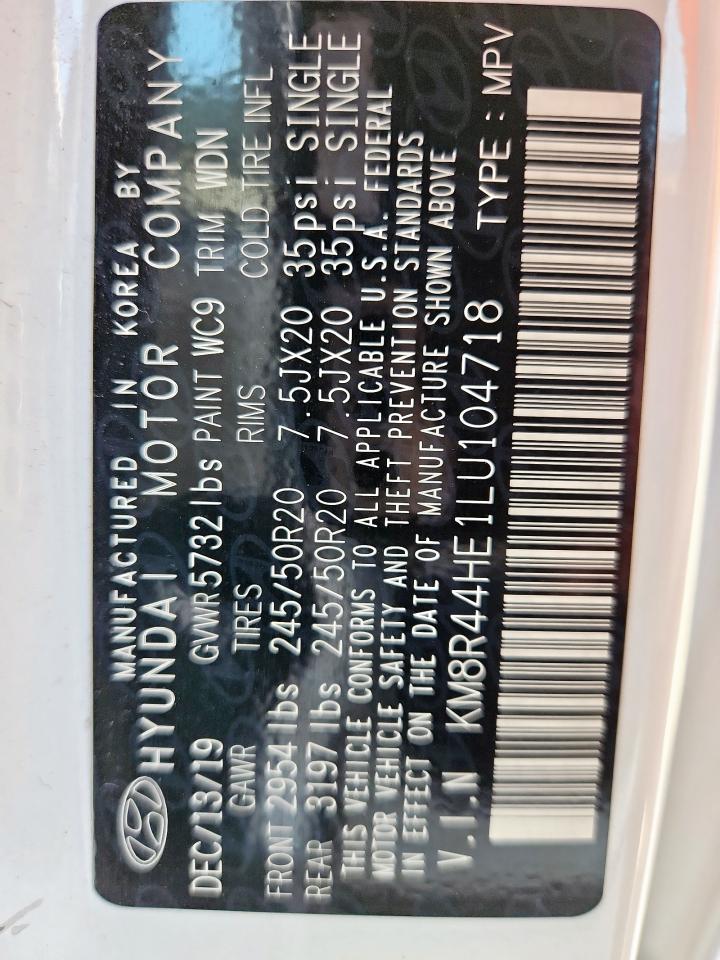 MANUFACTURED IN KOREA BY
HYUNDAI MOTOR COMPANY
DEC/13/19 GVWR 5732 lbs PAINT WC9 TRIM WDN
GAWR TIRES RIMS COLD TIRE INFL
FRONT 2954 lbs 245/50R20 7.5JX20 35psi SINGLE
REAR 3197 lbs 245/50R20 7.5JX20 35psi SINGLE
THIS VEHICLE CONFORMS TO ALL APPLICABLE U.S.A. FEDERAL
MOTOR VEHICLE SAFETY AND THEFT PREVENTION STANDARDS
IN EFFECT ON THE DATE OF MANUFACTURE SHOWN ABOVE
V.I.N KM8R44HE1LU104718 TYPE : MPV